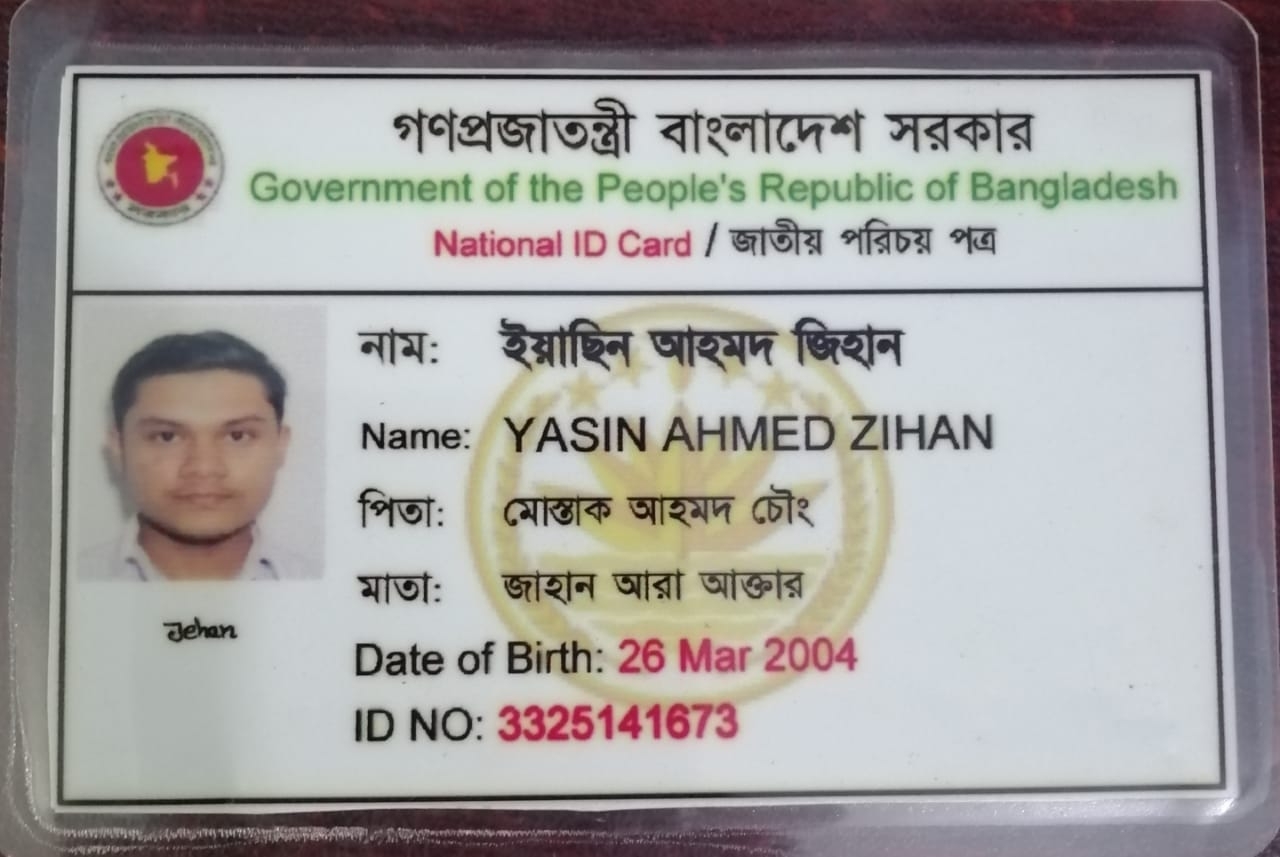 গণপ্রজাতন্ত্রী বাংলাদেশ সরকার
Government of the People's Republic of Bangladesh
National ID Card / জাতীয় পরিচয় পত্র
নাম: ইয়াছিন আহমদ জিহান
Name: YASIN AHMED ZIHAN
পিতা: মোস্তাক আহমদ চৌং
মাতা: জাহান আরা আক্তার
Jehan
Date of Birth: 26 Mar 2004
ID NO: 3325141673